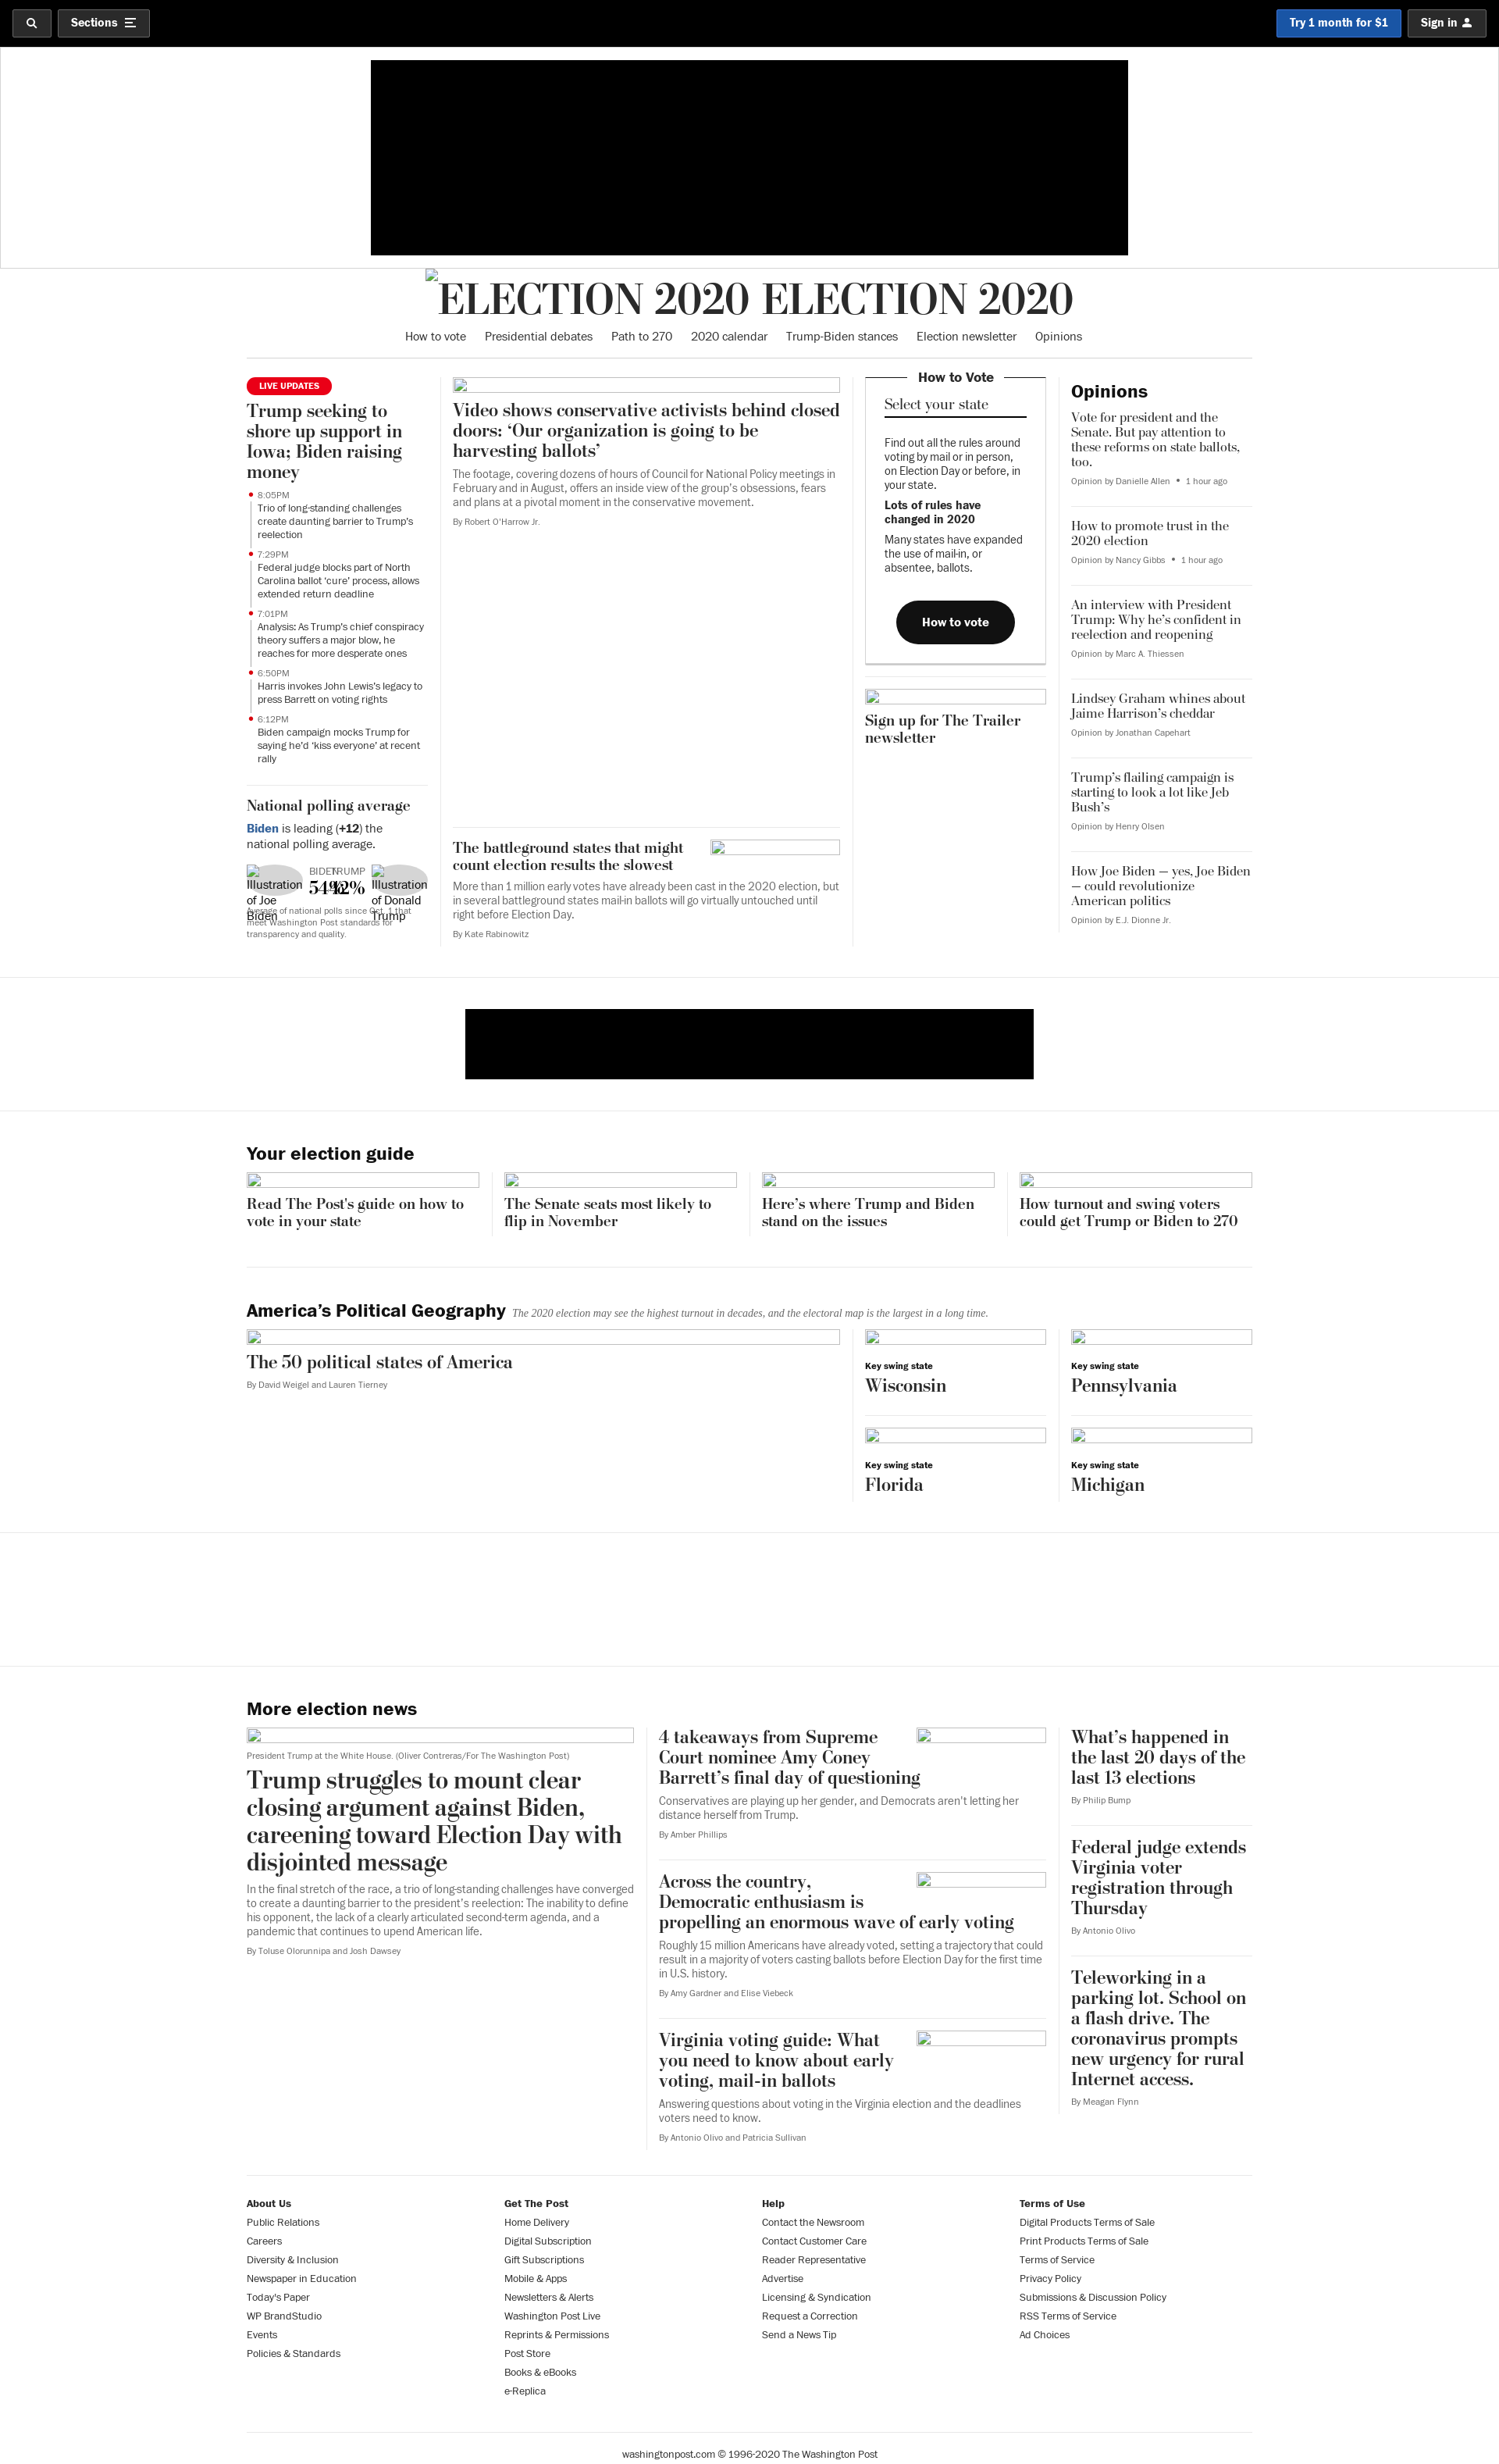 Sections
Try 1 month for $1
Sign in
ELECTION 2020 ELECTION 2020
How to vote
Presidential debates
Path to 270
2020 calendar
Trump-Biden stances
Election newsletter
Opinions
LIVE UPDATES
Trump seeking to
shore up support in
Iowa; Biden raising
money
8:05PM
Trio of long-standing challenges
create daunting barrier to Trump’s
reelection
7:29PM
Federal judge blocks part of North
Carolina ballot ‘cure’ process, allows
extended return deadline
7:01PM
Analysis: As Trump’s chief conspiracy
theory suffers a major blow, he
reaches for more desperate ones
6:50PM
Harris invokes John Lewis’s legacy to
press Barrett on voting rights
6:12PM
Biden campaign mocks Trump for
saying he’d ‘kiss everyone’ at recent
rally
National polling average
Biden is leading (+12) the
national polling average.
Illustration
of Joe
Biden
BIDEN
54%
TRUMP
42%
Illustration
of Donald
Trump
Average of national polls since Oct. 1 that
meet Washington Post standards for
transparency and quality.
Video shows conservative activists behind closed
doors: ‘Our organization is going to be
harvesting ballots’
The footage, covering dozens of hours of Council for National Policy meetings in
February and in August, offers an inside view of the group’s obsessions, fears
and plans at a pivotal moment in the conservative movement.
By Robert O'Harrow Jr.
The battleground states that might
count election results the slowest
More than 1 million early votes have already been cast in the 2020 election, but
in several battleground states mail-in ballots will go virtually untouched until
right before Election Day.
By Kate Rabinowitz
How to Vote
Select your state
Find out all the rules around
voting by mail or in person,
on Election Day or before, in
your state.
Lots of rules have
changed in 2020
Many states have expanded
the use of mail-in, or
absentee, ballots.
How to vote
Sign up for The Trailer
newsletter
Opinions
Vote for president and the
Senate. But pay attention to
these reforms on state ballots,
too.
Opinion by Danielle Allen • 1 hour ago
How to promote trust in the
2020 election
Opinion by Nancy Gibbs • 1 hour ago
An interview with President
Trump: Why he’s confident in
reelection and reopening
Opinion by Marc A. Thiessen
Lindsey Graham whines about
Jaime Harrison’s cheddar
Opinion by Jonathan Capehart
Trump’s flailing campaign is
starting to look a lot like Jeb
Bush’s
Opinion by Henry Olsen
How Joe Biden — yes, Joe Biden
— could revolutionize
American politics
Opinion by E.J. Dionne Jr.
Your election guide
Read The Post's guide on how to
vote in your state
The Senate seats most likely to
flip in November
Here’s where Trump and Biden
stand on the issues
How turnout and swing voters
could get Trump or Biden to 270
America’s Political Geography The 2020 election may see the highest turnout in decades, and the electoral map is the largest in a long time.
The 50 political states of America
By David Weigel and Lauren Tierney
Key swing state
Wisconsin
Key swing state
Pennsylvania
Key swing state
Florida
Key swing state
Michigan
More election news
President Trump at the White House. (Oliver Contreras/For The Washington Post)
Trump struggles to mount clear
closing argument against Biden,
careening toward Election Day with
disjointed message
In the final stretch of the race, a trio of long-standing challenges have converged
to create a daunting barrier to the president’s reelection: The inability to define
his opponent, the lack of a clearly articulated second-term agenda, and a
pandemic that continues to upend American life.
By Toluse Olorunnipa and Josh Dawsey
4 takeaways from Supreme
Court nominee Amy Coney
Barrett’s final day of questioning
Conservatives are playing up her gender, and Democrats aren’t letting her
distance herself from Trump.
By Amber Phillips
Across the country,
Democratic enthusiasm is
propelling an enormous wave of early voting
Roughly 15 million Americans have already voted, setting a trajectory that could
result in a majority of voters casting ballots before Election Day for the first time
in U.S. history.
By Amy Gardner and Elise Viebeck
Virginia voting guide: What
you need to know about early
voting, mail-in ballots
Answering questions about voting in the Virginia election and the deadlines
voters need to know.
By Antonio Olivo and Patricia Sullivan
What’s happened in
the last 20 days of the
last 13 elections
By Philip Bump
Federal judge extends
Virginia voter
registration through
Thursday
By Antonio Olivo
Teleworking in a
parking lot. School on
a flash drive. The
coronavirus prompts
new urgency for rural
Internet access.
By Meagan Flynn
About Us
Public Relations
Careers
Diversity & Inclusion
Newspaper in Education
Today's Paper
WP BrandStudio
Events
Policies & Standards
Get The Post
Home Delivery
Digital Subscription
Gift Subscriptions
Mobile & Apps
Newsletters & Alerts
Washington Post Live
Reprints & Permissions
Post Store
Books & eBooks
e-Replica
Help
Contact the Newsroom
Contact Customer Care
Reader Representative
Advertise
Licensing & Syndication
Request a Correction
Send a News Tip
Terms of Use
Digital Products Terms of Sale
Print Products Terms of Sale
Terms of Service
Privacy Policy
Submissions & Discussion Policy
RSS Terms of Service
Ad Choices
washingtonpost.com © 1996-2020 The Washington Post